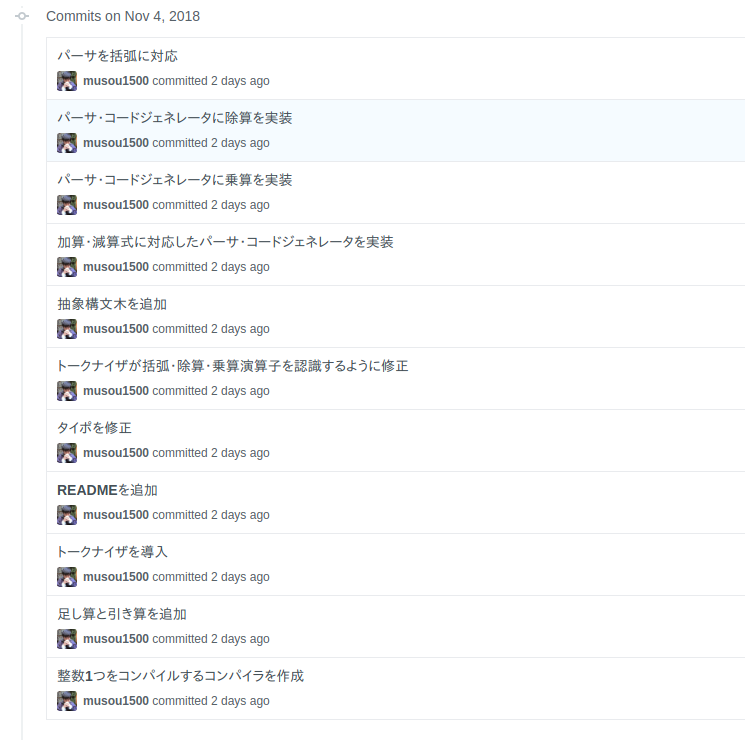 Commits on Nov 4, 2018
パーサを括弧に対応
musou1500 committed 2 days ago
パーサ・コードジェネレータに除算を実装
musou1500 committed 2 days ago
パーサ・コードジェネレータに乗算を実装
musou1500 committed 2 days ago
加算・減算式に対応したパーサ・コードジェネレータを実装
musou1500 committed 2 days ago
抽象構文木を追加
musou1500 committed 2 days ago
トークナイザが括弧・除算・乗算演算子を認識するように修正
musou1500 committed 2 days ago
タイポを修正
musou1500 committed 2 days ago
READMEを追加
musou1500 committed 2 days ago
トークナイザを導入
musou1500 committed 2 days ago
足し算と引き算を追加
musou1500 committed 2 days ago
整数1つをコンパイルするコンパイラを作成
musou1500 committed 2 days ago